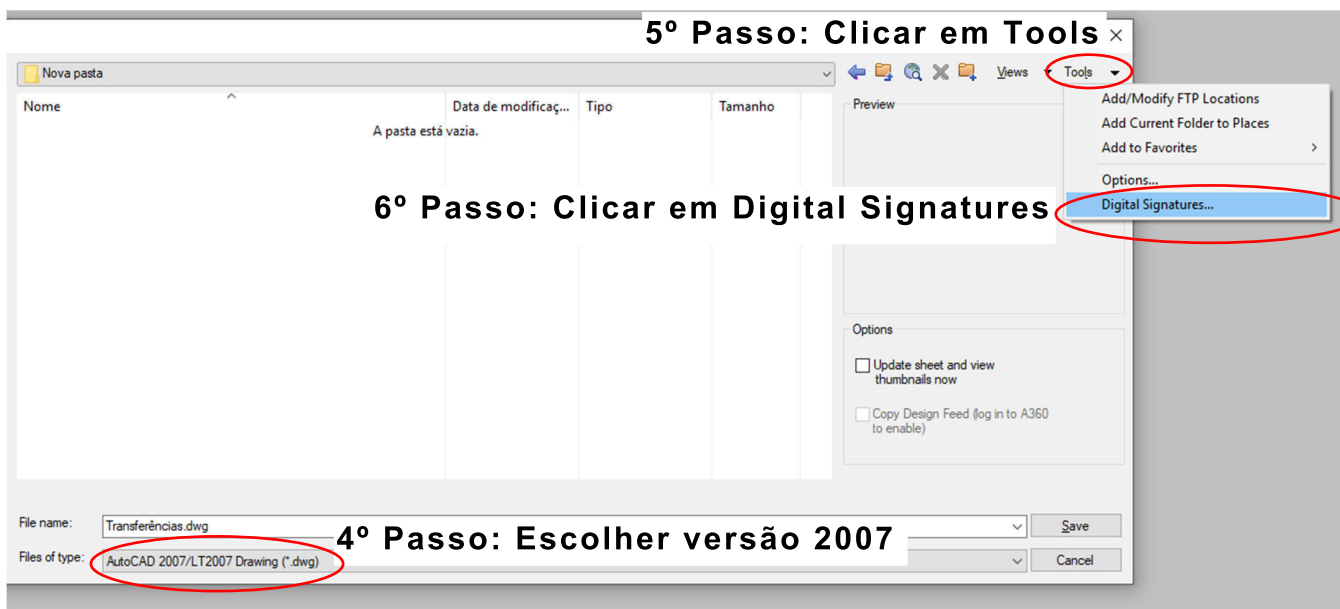 5º Passo: Clicar em Tools
Nova pasta
Views
Tools
Nome
Data de modificaç...
Tipo
Tamanho
A pasta está vazia.
Preview
Add/Modify FTP Locations
Add Current Folder to Places
Add to Favorites
Options...
Digital Signatures...
6º Passo: Clicar em Digital Signatures
Options
Update sheet and view
thumbnails now
Copy Design Feed (log in to A360
to enable)
File name:
Transferências.dwg
Save
4º Passo: Escolher versão 2007
Files of type:
AutoCAD 2007/LT2007 Drawing (*.dwg)
Cancel